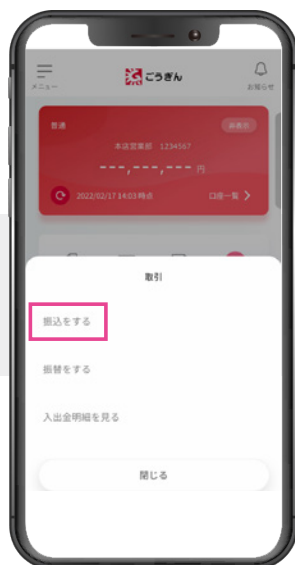 メニュー
ごうぎん
お知らせ
普通
非表示
本店営業部 1234567
---,---,--- 円
2022/02/17 14:03 時点
口座一覧
取引
振込をする
振替をする
入出金明細を見る
閉じる